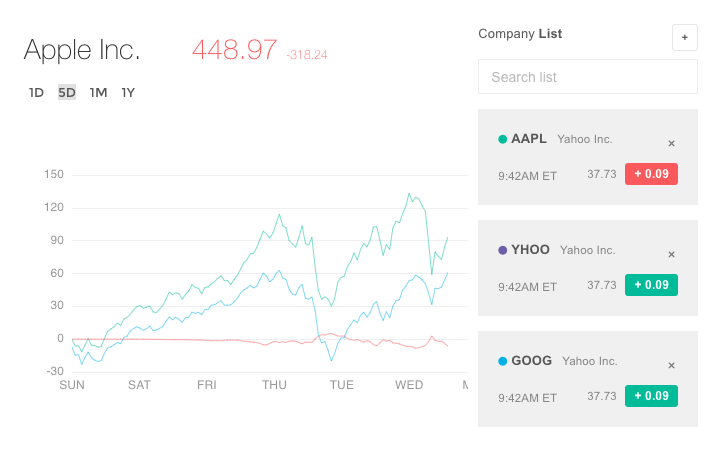 Apple Inc. 448.97 -318.24
1D 5D 1M 1Y
150
120
90
60
30
0
-30
SUN SAT FRI THU TUE WED M
Company List +
Search list
AAPL Yahoo Inc. ×
9:42AM ET 37.73 + 0.09
YHOO Yahoo Inc. ×
9:42AM ET 37.73 + 0.09
GOOG Yahoo Inc. ×
9:42AM ET 37.73 + 0.09